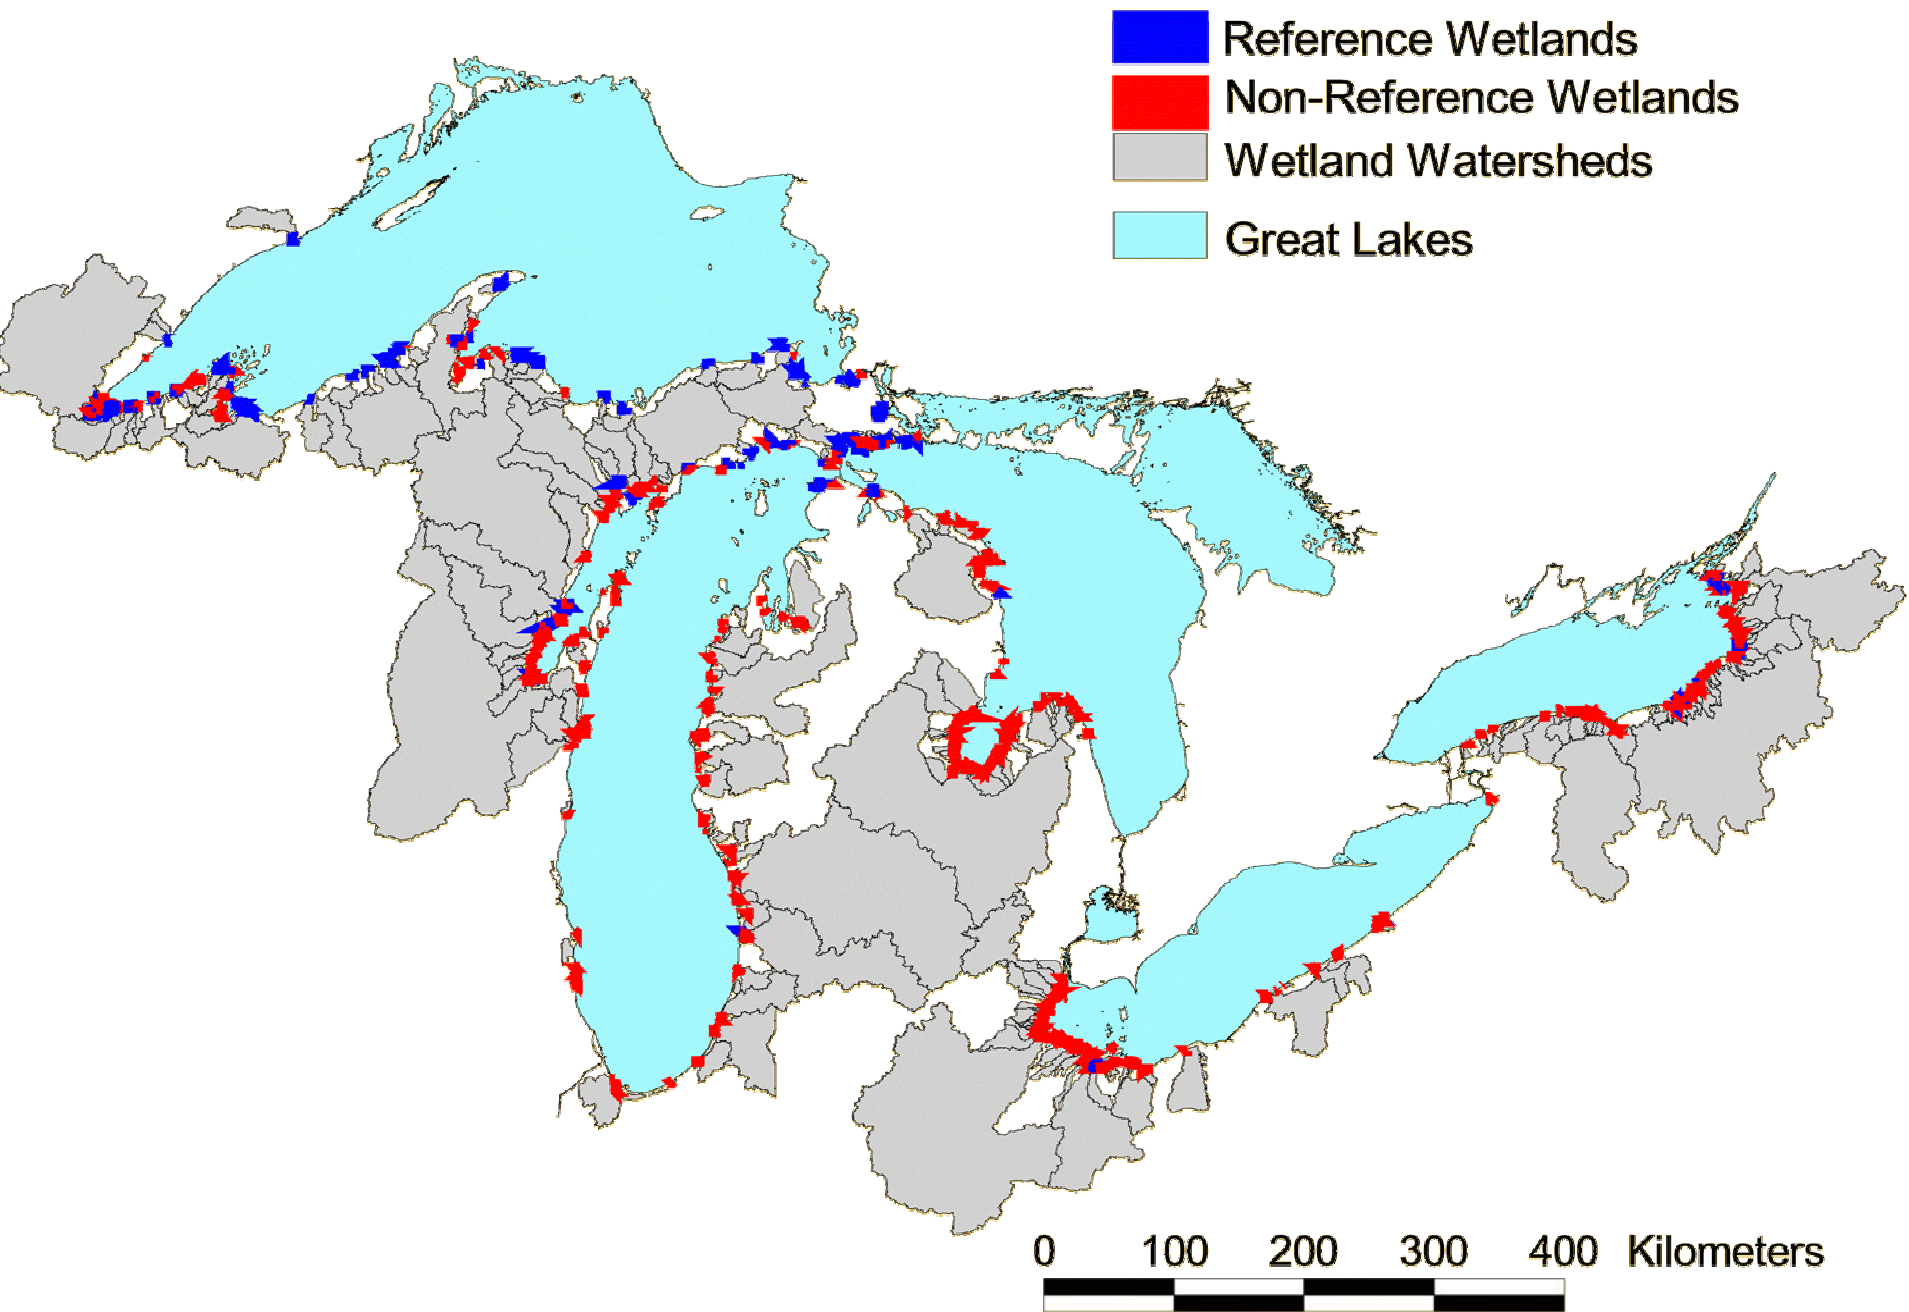 Reference Wetlands
Non-Reference Wetlands
Wetland Watersheds
Great Lakes
0 100 200 300 400 Kilometers